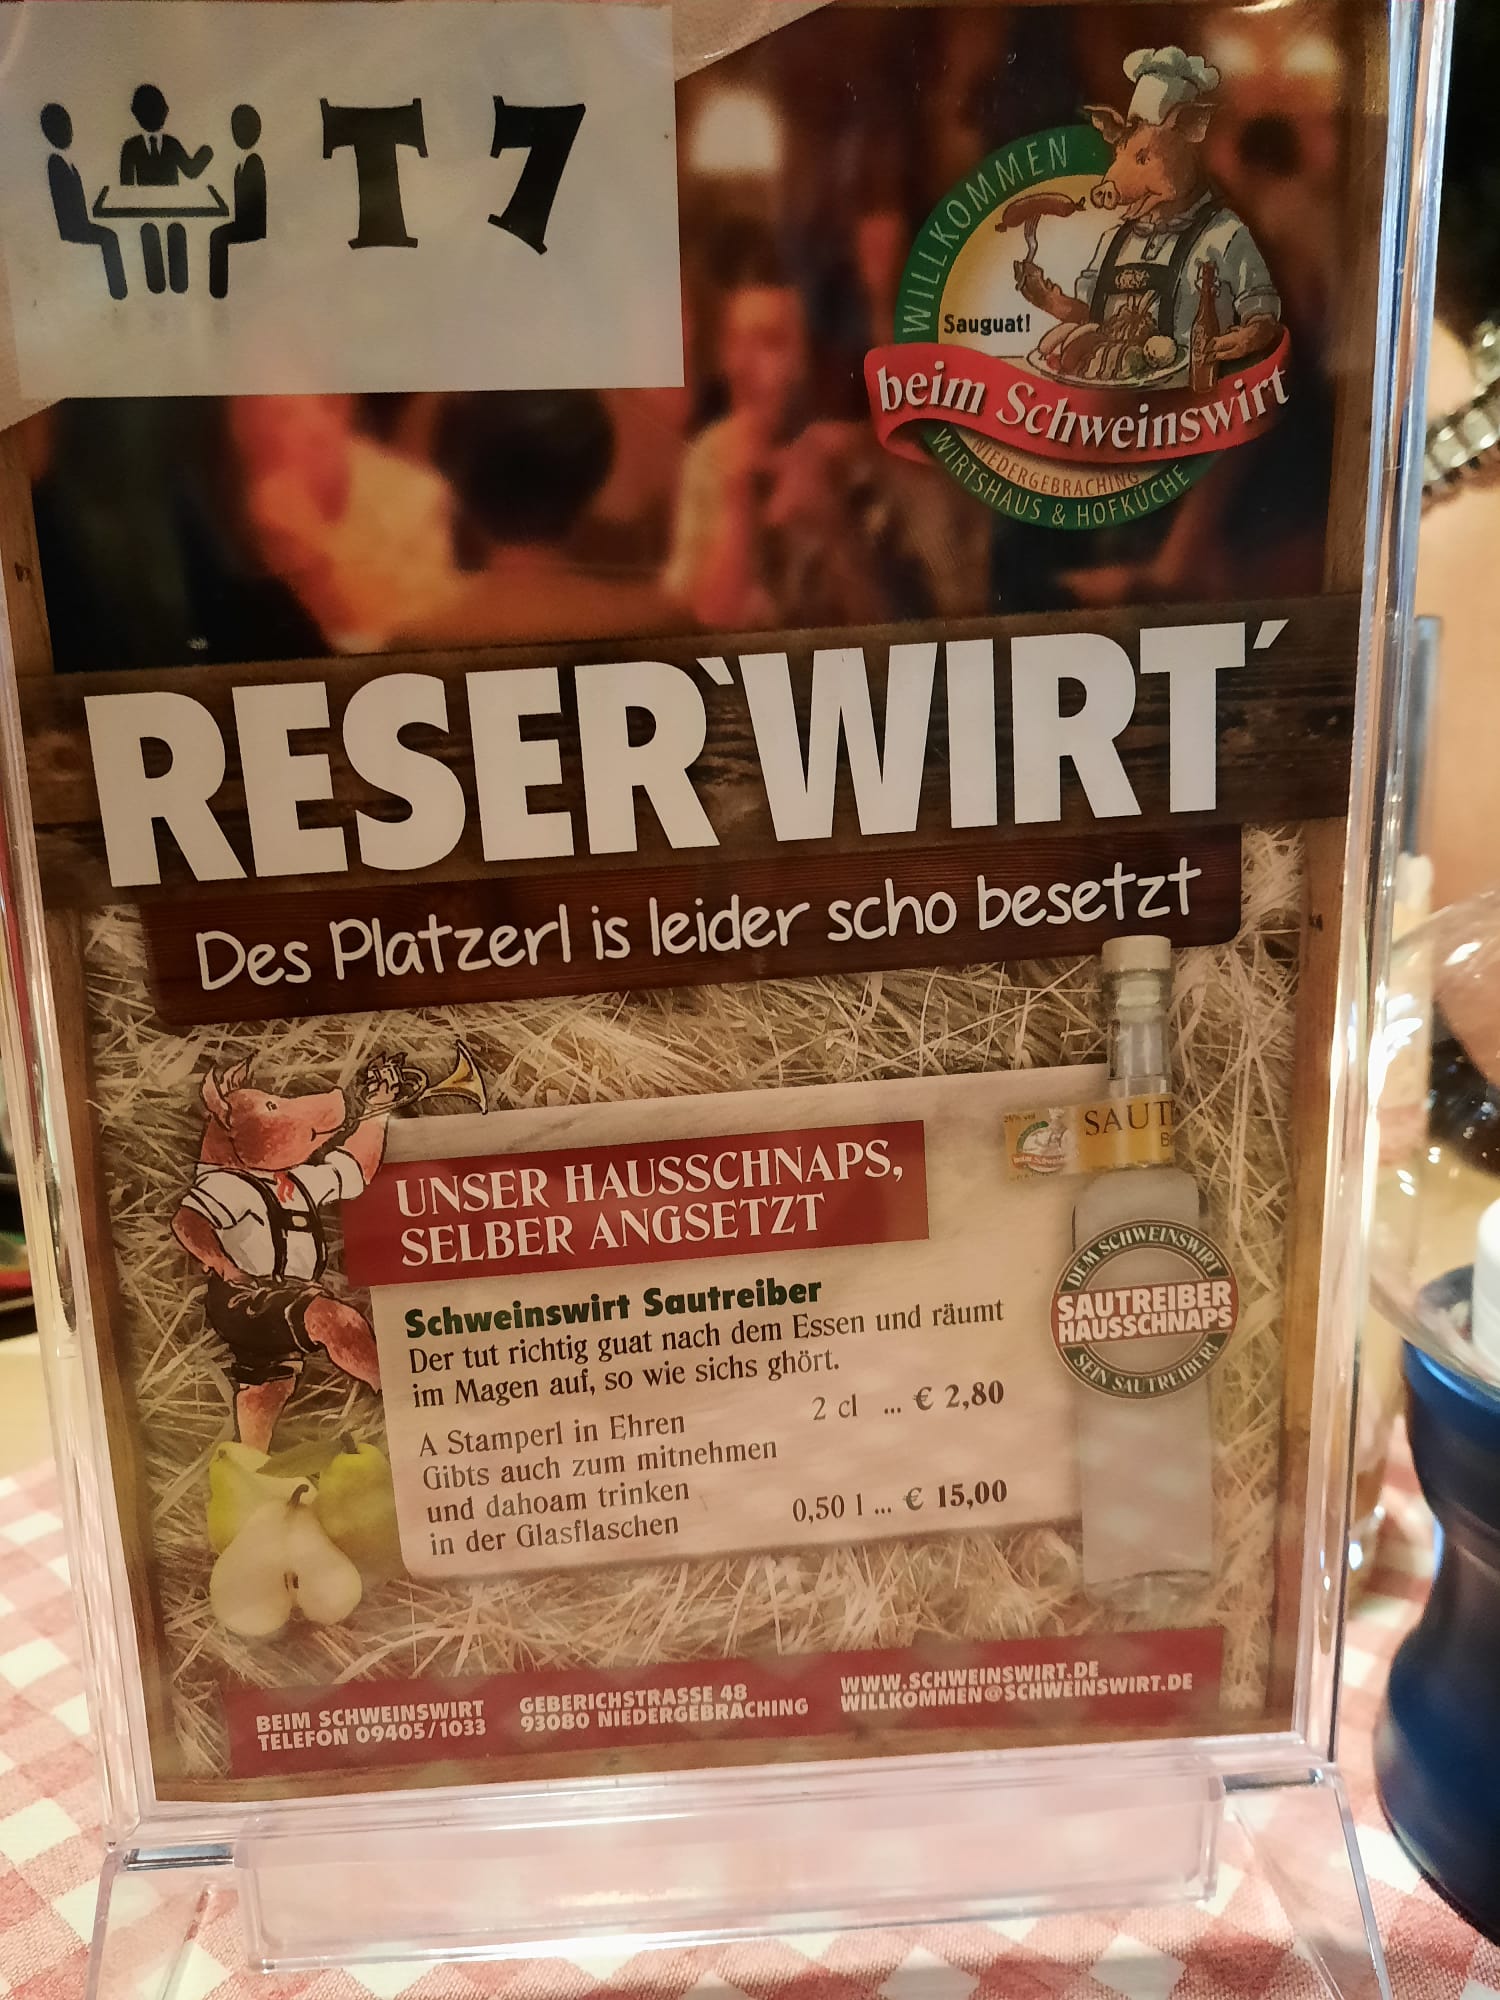 T 7
WILLKOMMEN
Sauguat!
beim Schweinswirt
NIEDERGEBRACHING
WIRTSHAUS & HOFKÜCHE
RESER`WIRT´
Des Platzerl is leider scho besetzt
UNSER HAUSSCHNAPS,
SELBER ANGSETZT
Schweinswirt Sautreiber
Der tut richtig guat nach dem Essen und räumt
im Magen auf, so wie sichs ghört.
A Stamperl in Ehren 2 cl ... € 2,80
Gibts auch zum mitnehmen
und dahoam trinken
in der Glasflaschen 0,50 l ... € 15,00
SAUT
DEM SCHWEINSWIRT
SAUTREIBER
HAUSSCHNAPS
SEIN SAUTREIBER!
BEIM SCHWEINSWIRT
TELEFON 09405/1033
GEBERICHSTRASSE 48
93080 NIEDERGEBRACHING
WWW.SCHWEINSWIRT.DE
WILLKOMMEN@SCHWEINSWIRT.DE